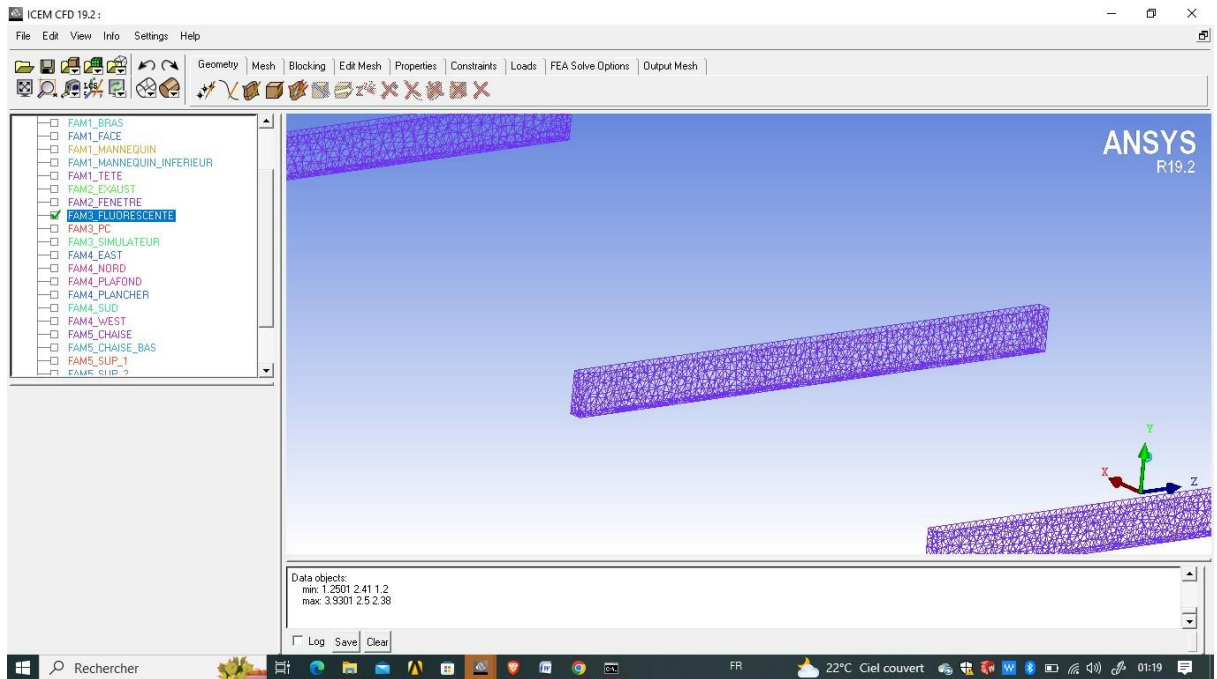 ICEM CFD 19.2 :
File Edit View Info Settings Help
Geometry Mesh Blocking Edit Mesh Properties Constraints Loads FEA Solve Options Output Mesh
FAM1_BRAS
FAM1_FACE
FAM1_MANNEQUIN
FAM1_MANNEQUIN_INFERIEUR
FAM1_TETE
FAM2_EXAUST
FAM2_FENETRE
FAM3_FLUORESCENTE
FAM3_PC
FAM3_SIMULATEUR
FAM4_EAST
FAM4_NORD
FAM4_PLAFOND
FAM4_PLANCHER
FAM4_SUD
FAM4_WEST
FAM5_CHAISE
FAM5_CHAISE_BAS
FAM5_SUP_1
FAM5_SUP_2
ANSYS
R19.2
Y
X
Z
Data objects:
min: 1.2501 2.41 1.2
max: 3.9301 2.5 2.38
Log Save Clear
Rechercher
FR
22°C Ciel couvert
01:19